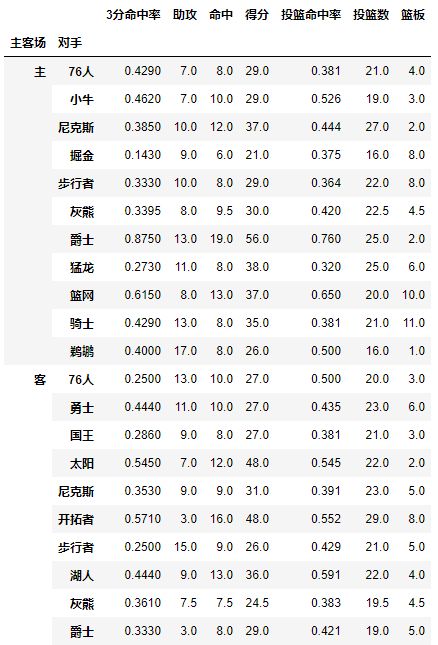 3分命中率 助攻 命中 得分 投篮命中率 投篮数 篮板
主客场 对手
主 76人 0.4290 7.0 8.0 29.0 0.381 21.0 4.0
小牛 0.4620 7.0 10.0 29.0 0.526 19.0 3.0
尼克斯 0.3850 10.0 12.0 37.0 0.444 27.0 2.0
掘金 0.1430 9.0 6.0 21.0 0.375 16.0 8.0
步行者 0.3330 10.0 8.0 29.0 0.364 22.0 8.0
灰熊 0.3395 8.0 9.5 30.0 0.420 22.5 4.5
爵士 0.8750 13.0 19.0 56.0 0.760 25.0 2.0
猛龙 0.2730 11.0 8.0 38.0 0.320 25.0 6.0
篮网 0.6150 8.0 13.0 37.0 0.650 20.0 10.0
骑士 0.4290 13.0 8.0 35.0 0.381 21.0 11.0
鹈鹕 0.4000 17.0 8.0 26.0 0.500 16.0 1.0
客 76人 0.2500 13.0 10.0 27.0 0.500 20.0 3.0
勇士 0.4440 11.0 10.0 27.0 0.435 23.0 6.0
国王 0.2860 9.0 8.0 27.0 0.381 21.0 3.0
太阳 0.5450 7.0 12.0 48.0 0.545 22.0 2.0
尼克斯 0.3530 9.0 9.0 31.0 0.391 23.0 5.0
开拓者 0.5710 3.0 16.0 48.0 0.552 29.0 8.0
步行者 0.2500 15.0 9.0 26.0 0.429 21.0 5.0
湖人 0.4440 9.0 13.0 36.0 0.591 22.0 4.0
灰熊 0.3610 7.5 7.5 24.5 0.383 19.5 4.5
爵士 0.3330 3.0 8.0 29.0 0.421 19.0 5.0